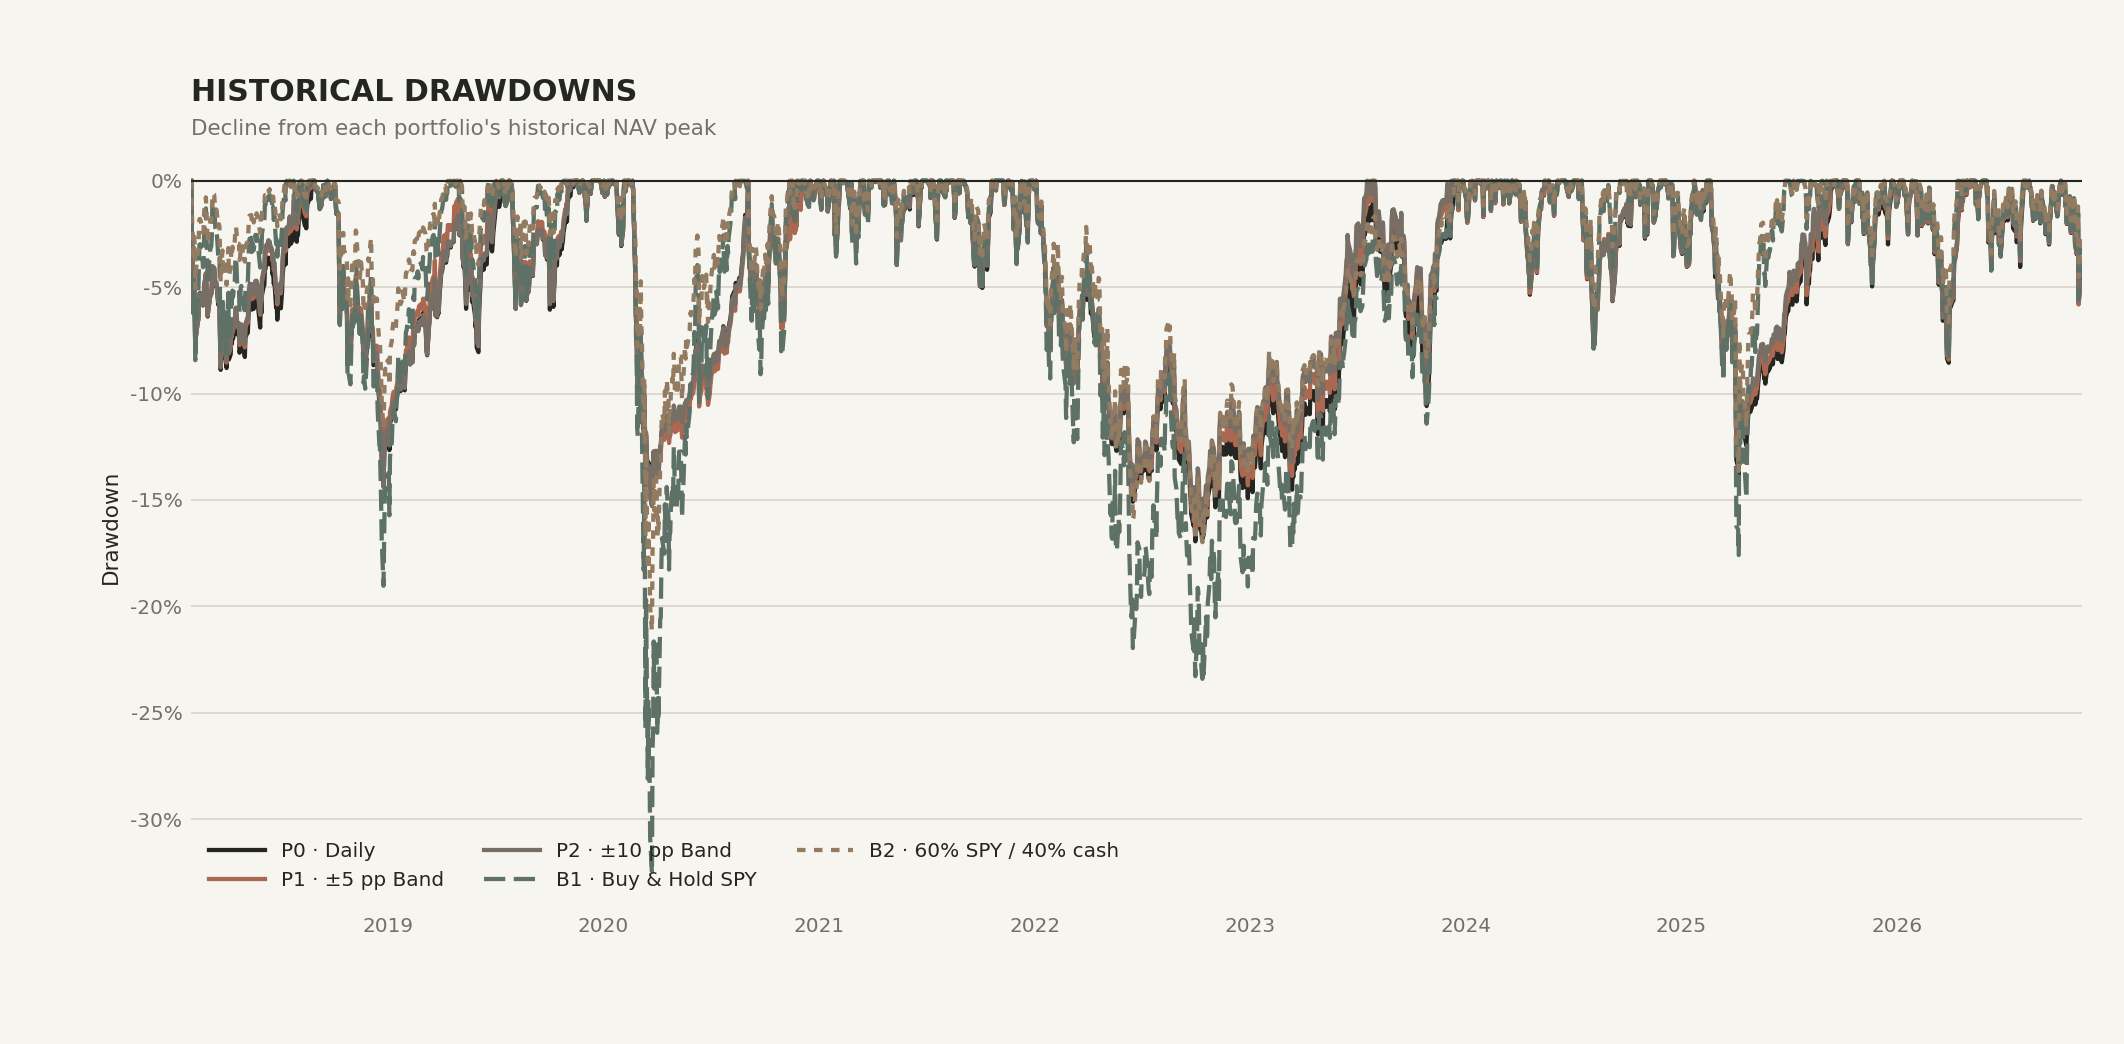 HISTORICAL DRAWDOWNS
Decline from each portfolio's historical NAV peak
Drawdown
0%
-5%
-10%
-15%
-20%
-25%
-30%
P0 · Daily
P1 · ±5 pp Band
P2 · ±10 pp Band
B1 · Buy & Hold SPY
B2 · 60% SPY / 40% cash
2019 2020 2021 2022 2023 2024 2025 2026